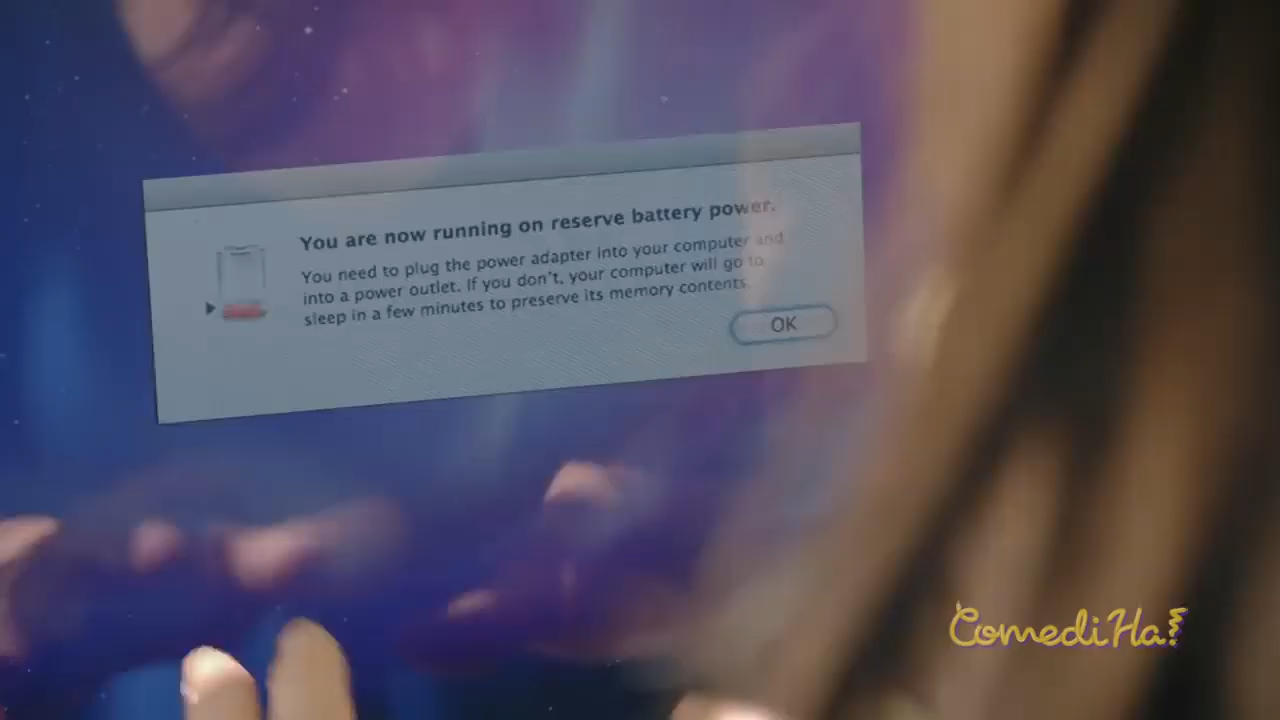 You are now running on reserve battery power.
You need to plug the power adapter into your computer and
into a power outlet. If you don't, your computer will go to
sleep in a few minutes to preserve its memory contents.
OK
ComediHa!